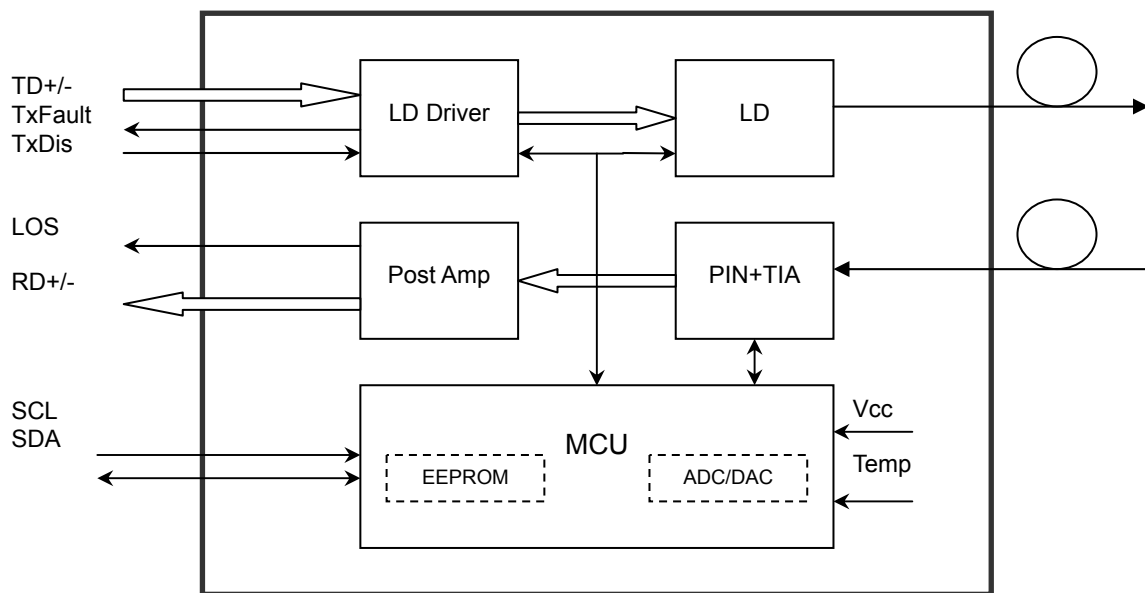 TD+/-
TxFault
TxDis
LD Driver
LD
LOS
RD+/-
Post Amp
PIN+TIA
SCL
SDA
MCU
EEPROM
ADC/DAC
Vcc
Temp